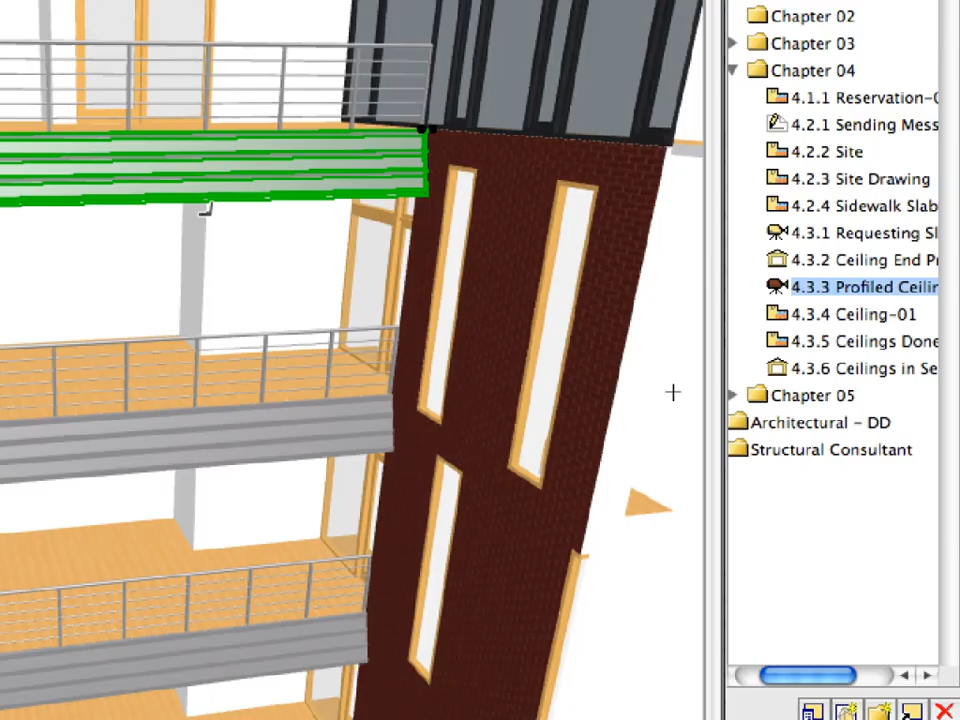 Chapter 02
Chapter 03
Chapter 04
4.1.1 Reservation-
4.2.1 Sending Mess
4.2.2 Site
4.2.3 Site Drawing
4.2.4 Sidewalk Slab
4.3.1 Requesting Sl
4.3.2 Ceiling End P
4.3.3 Profiled Ceilin
4.3.4 Ceiling-01
4.3.5 Ceilings Done
4.3.6 Ceilings in Se
Chapter 05
Architectural - DD
Structural Consultant